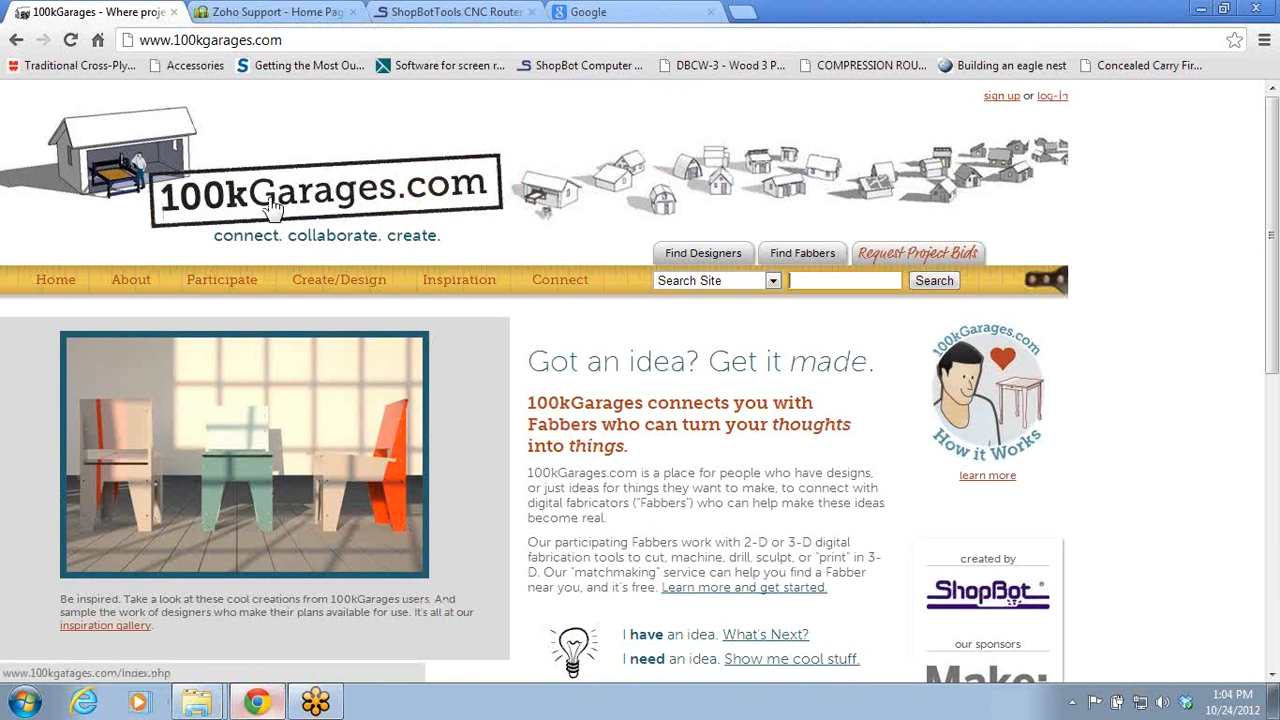 100kGarages - Where proj
Zoho Support - Home Pag
ShopBotTools CNC Router
Google
www.100kgarages.com
Traditional Cross-Ply...
Accessories
Getting the Most Ou...
Software for screen r...
ShopBot Computer ...
DBCW-3 - Wood 3 P...
COMPRESSION ROU...
Building an eagle nest
Concealed Carry Fir...
sign up or log-in
100kGarages.com
connect. collaborate. create.
Find Designers
Find Fabbers
Request Project Bids
Home
About
Participate
Create/Design
Inspiration
Connect
Search Site
Search
Got an idea? Get it made.
100kGarages connects you with
Fabbers who can turn your thoughts
into things.
100kGarages.com is a place for people who have designs,
or just ideas for things they want to make, to connect with
digital fabricators ("Fabbers") who can help make these ideas
become real.
Our participating Fabbers work with 2-D or 3-D digital
fabrication tools to cut, machine, drill, sculpt, or "print" in 3-
D. Our "matchmaking" service can help you find a Fabber
near you, and it's free. Learn more and get started.
I have an idea. What's Next?
I need an idea. Show me cool stuff.
100kGarages.com
How it Works
learn more
created by
ShopBot
our sponsors
Make:
Be inspired. Take a look at these completed by 100kGarages users. And
sample the work of designers who make their plans available for use. It's all at our
inspiration gallery.
www.100kgarages.com/index.php
1:04 PM
10/24/2012